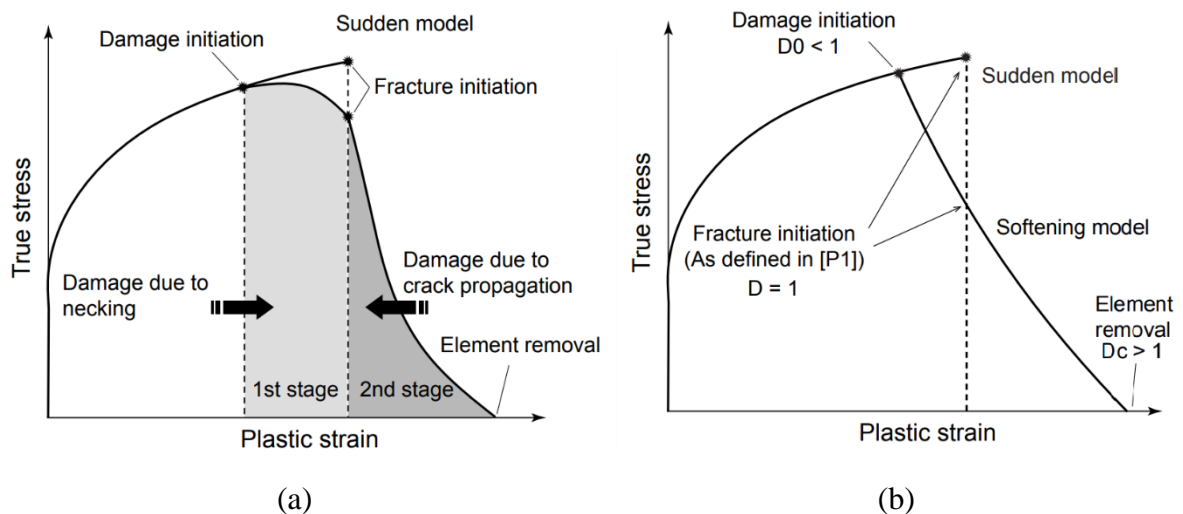 Sudden model
Damage initiation
Fracture initiation
True stress
Damage due to
necking
Damage due to
crack propagation
Element removal
1st stage
2nd stage
Plastic strain
(a)
Damage initiation
D0 < 1
Sudden model
True stress
Fracture initiation
(As defined in [P1])
D = 1
Softening model
Element
removal
Dc > 1
Plastic strain
(b)